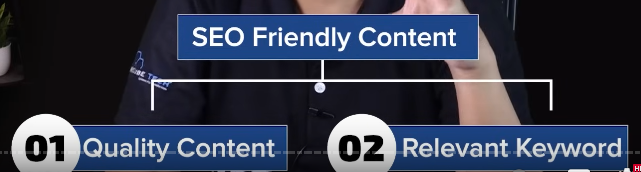 SEO Friendly Content
01 Quality Content
02 Relevant Keyword